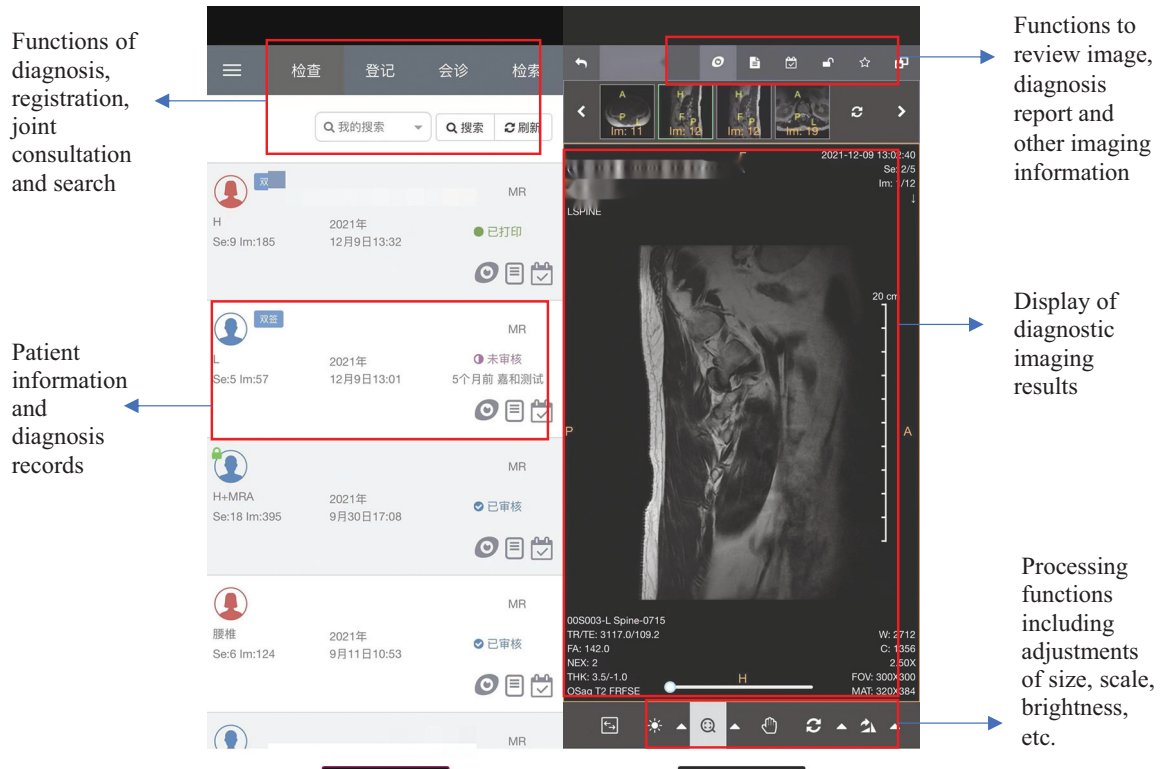 Functions of
diagnosis,
registration,
joint
consultation
and search
Patient
information
and
diagnosis
records
检查 登记 会诊 检索
我的搜索 搜索 刷新
MR
H 2021年 已打印
Se:9 Im:185 12月9日13:32
双签 MR
L 2021年 未审核
Se:5 Im:57 12月9日13:01 5个月前 嘉和测试
MR
H+MRA 2021年 已审核
Se:18 Im:395 9月30日17:08
MR
腰椎 2021年 已审核
Se:6 Im:124 9月11日10:53
MR
A H H A
P L F P F P P L
Im: 11 Im: 12 Im: 12 Im: 19
2021-12-09 13:02:40
Se: 2/5
LSPINE
20 cm
P A
00S003-L Spine-0715
TR/TE: 3117.0/109.2 W: 2712
FA: 142.0 C: 1356
NEX: 2 2.50X
THK: 3.5/-1.0 H FOV: 300X300
OSag T2 FRFSE MAT: 320X384
Functions to
review image,
diagnosis
report and
other imaging
information
Display of
diagnostic
imaging
results
Processing
functions
including
adjustments
of size, scale,
brightness,
etc.